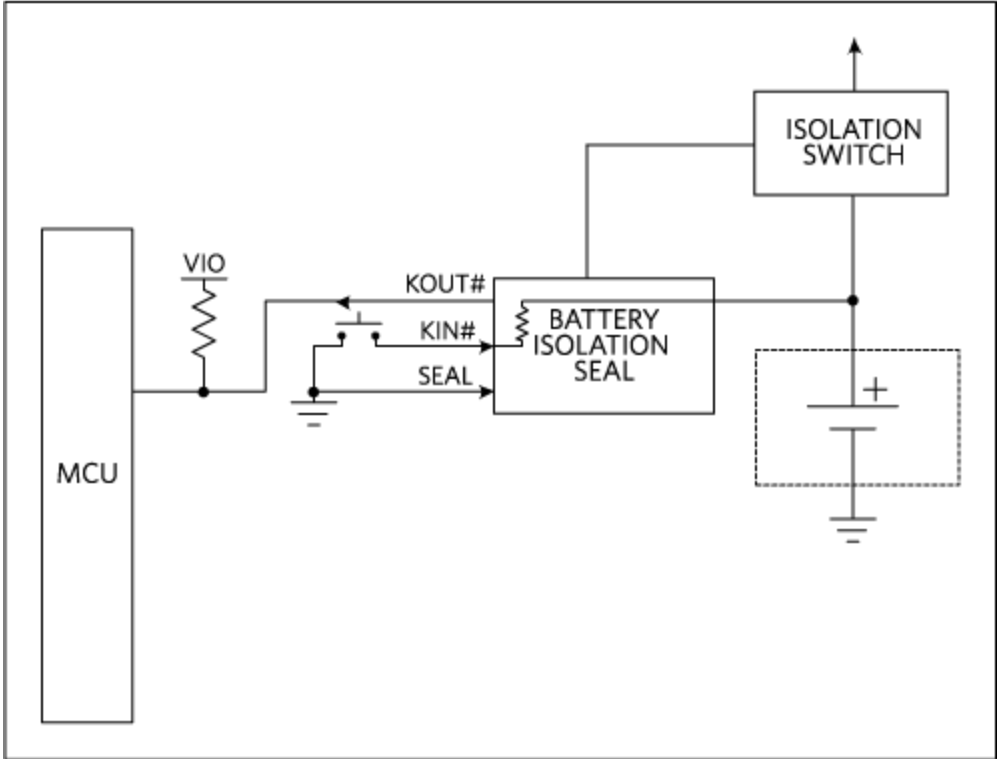 ISOLATION
SWITCH
VIO
KOUT#
KIN#
SEAL
BATTERY
ISOLATION
SEAL
+
MCU